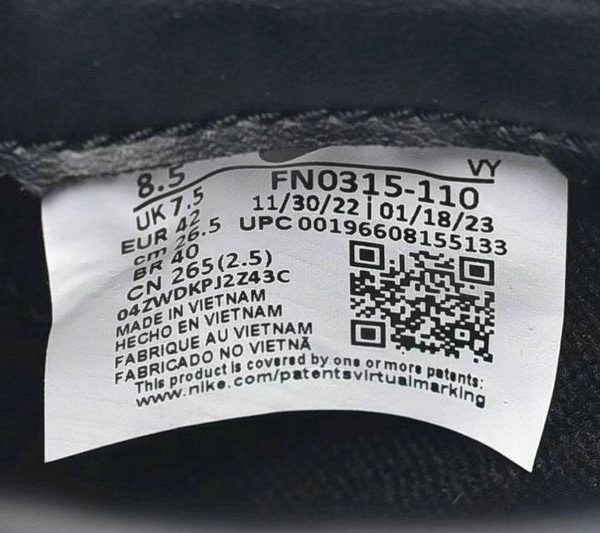 8.5
UK 7.5
EUR 42
cm 26.5
BR 40
CN 265(2.5)
04ZWDKPJ2Z43C
MADE IN VIETNAM
HECHO EN VIETNAM
FABRIQUE AU VIETNAM
FABRICADO NO VIETNÃ
VY
FN0315-110
11/30/22 | 01/18/23
UPC 00196608155133
This product is covered by one or more patents:
www.nike.com/patentsvirtualmarking